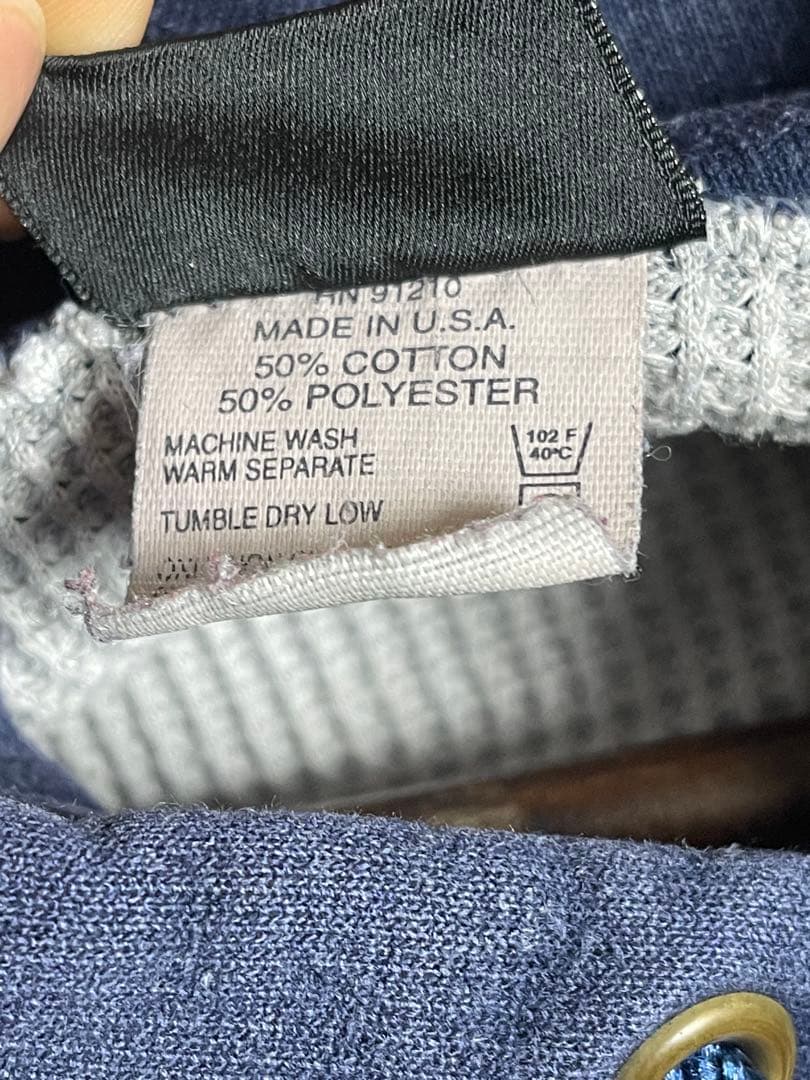 RN 91210
MADE IN U.S.A.
50% COTTON
50% POLYESTER
MACHINE WASH
WARM SEPARATE
102 F
40°C
TUMBLE DRY LOW